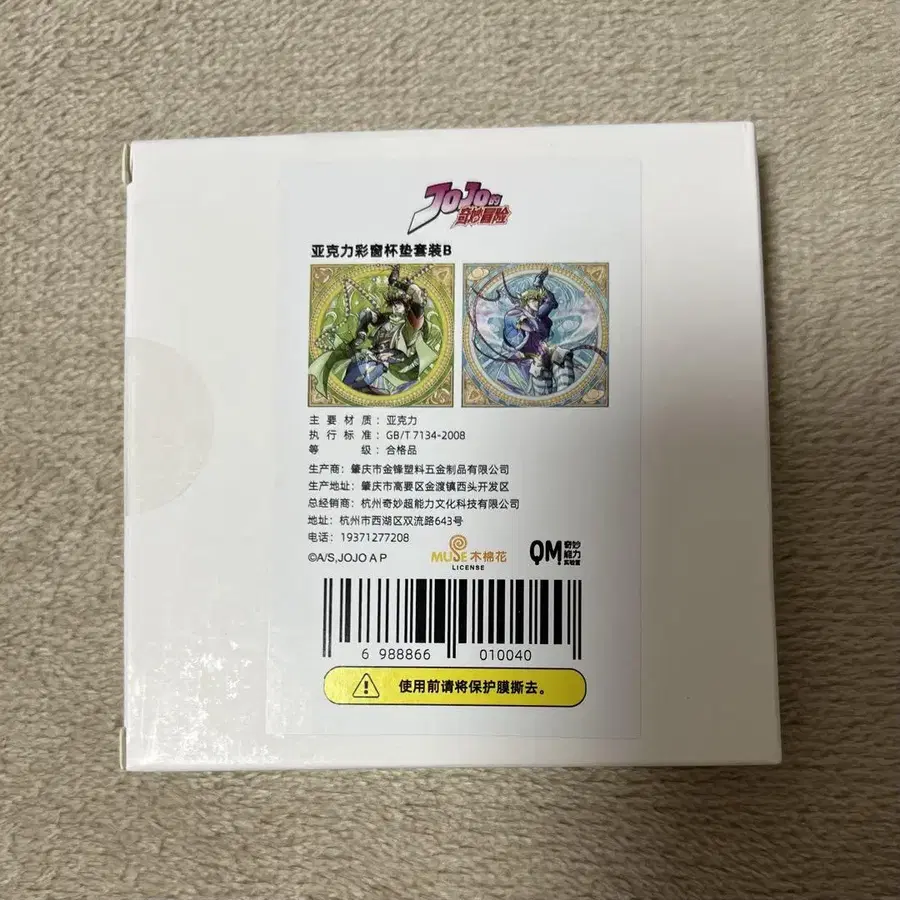 JoJo的
奇妙冒险
亚克力彩窗杯垫套装B
主要材质：亚克力
执行标准：GB/T 7134-2008
等级：合格品
生产商：肇庆市金锋塑料五金制品有限公司
生产地址：肇庆市高要区金渡镇西头开发区
总经销商：杭州奇妙超能力文化科技有限公司
地址：杭州市西湖区双流路643号
电话：19371277208
©A/S,JOJO A P
MUSE木棉花
LICENSE
QM
奇妙
能力
实验室
6 988866 010040
使用前请将保护膜撕去。